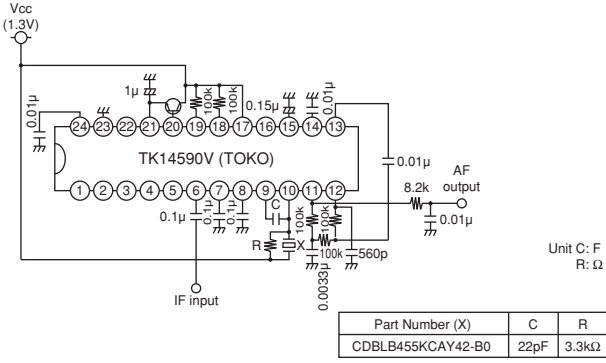 Vcc
(1.3V)
1μ
100k
100k
0.15μ
0.01μ
0.01μ
24 23 22 21 20 19 18 17 16 15 14 13
TK14590V (TOKO)
1 2 3 4 5 6 7 8 9 10 11 12
0.01μ
8.2k
AF
output
0.01μ
0.1μ
0.1μ
0.1μ
C
R
X
100k
100k
100k
560p
0.0033μ
IF input
Unit C: F
R: Ω
Part Number (X) C R
CDBLB455KCAY42-B0 22pF 3.3kΩ